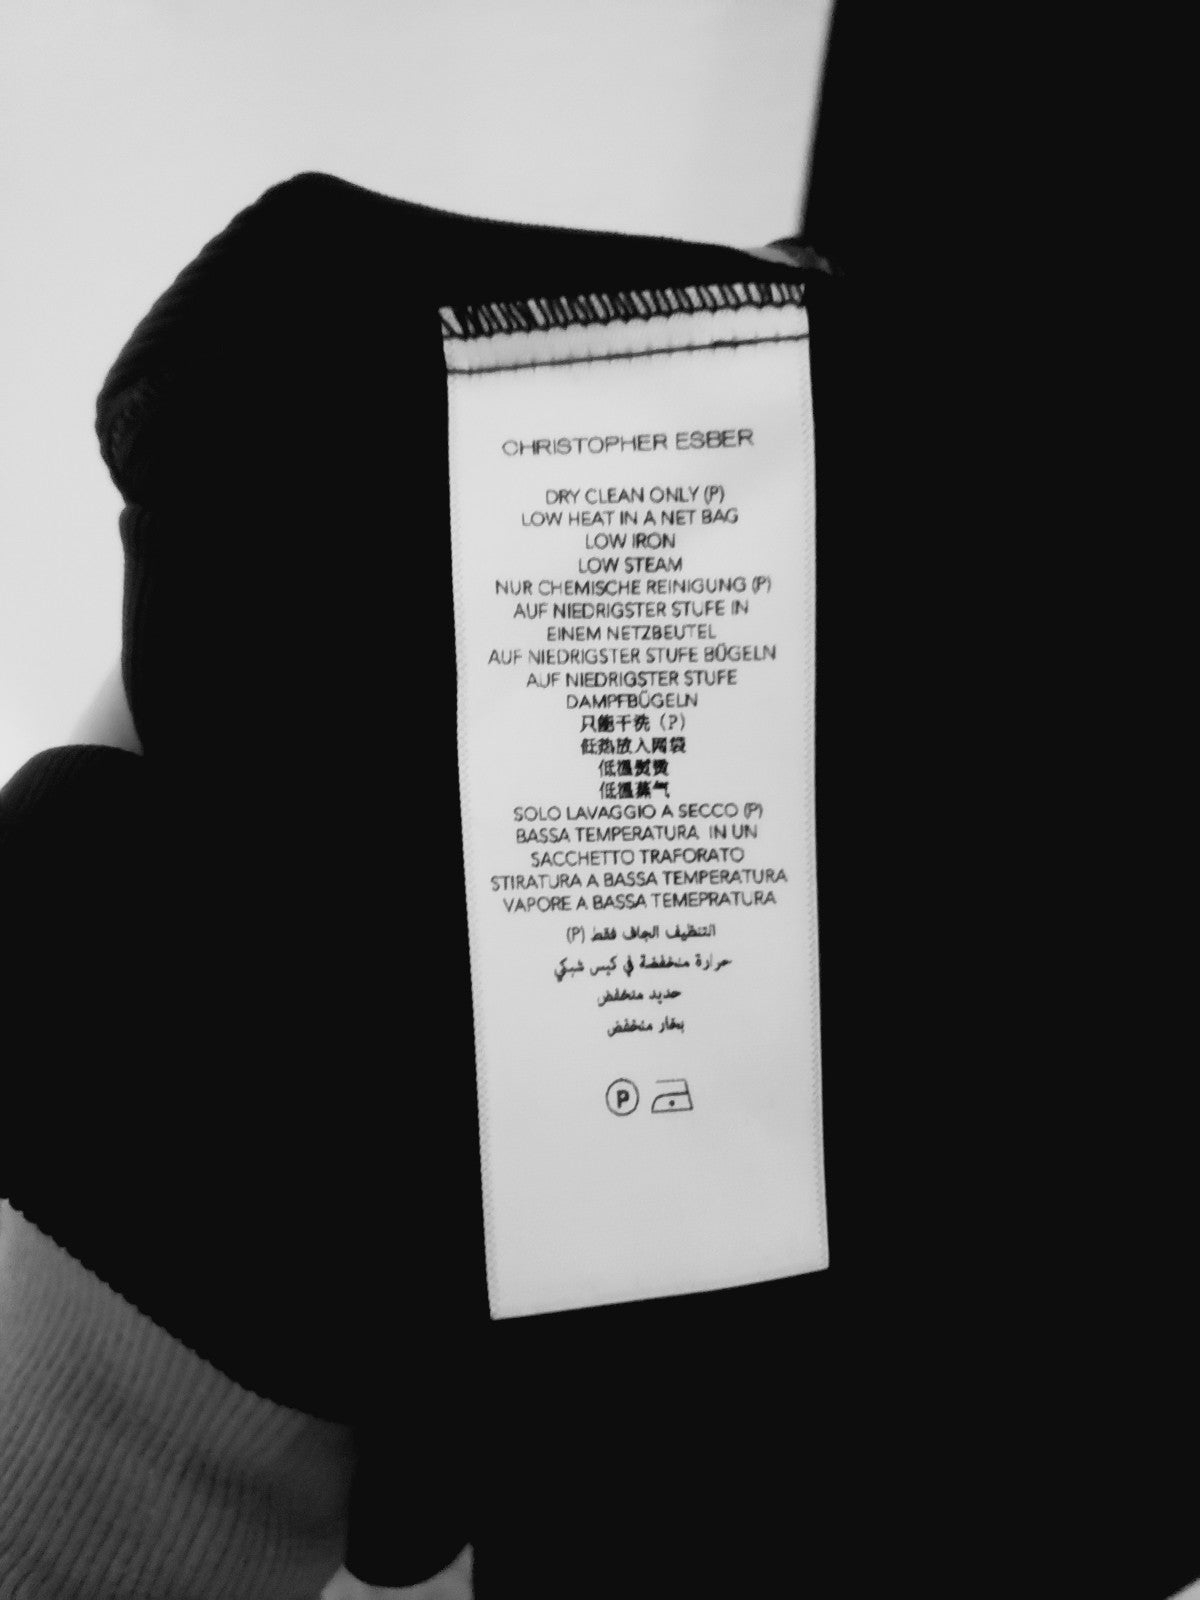 CHRISTOPHER ESBER
DRY CLEAN ONLY (P)
LOW HEAT IN A NET BAG
LOW IRON
LOW STEAM
NUR CHEMISCHE REINIGUNG (P)
AUF NIEDRIGSTER STUFE IN
EINEM NETZBEUTEL
AUF NIEDRIGSTER STUFE BÜGELN
AUF NIEDRIGSTER STUFE
DAMPFBÜGELN
只能干洗（P）
低热放入网袋
低温熨烫
低温蒸气
SOLO LAVAGGIO A SECCO (P)
BASSA TEMPERATURA IN UN
SACCHETTO TRAFORATO
STIRATURA A BASSA TEMPERATURA
VAPORE A BASSA TEMEPRATURA
التنظيف الجاف فقط (P)
حرارة منخفضة في كيس شبكي
حديد منخفض
بخار منخفض
P